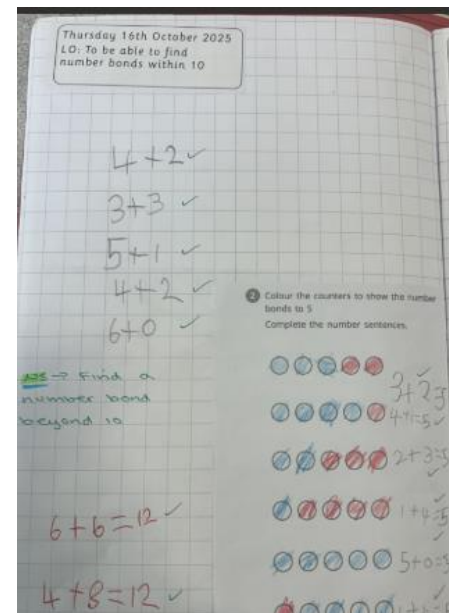 Thursday 16th October 2025
LO: To be able to find
number bonds within 10
4+2 ✓
3+3 ✓
5+1 ✓
4+2 ✓
6+0 ✓
→ Find a
number bond
beyond 10
6+6=12 ✓
4+8=12 ✓
2 Colour the counters to show the number
bonds to 5
Complete the number sentences.
3+2=5
4+1=5 ✓
2+3=5
1+4=5
5+0=5